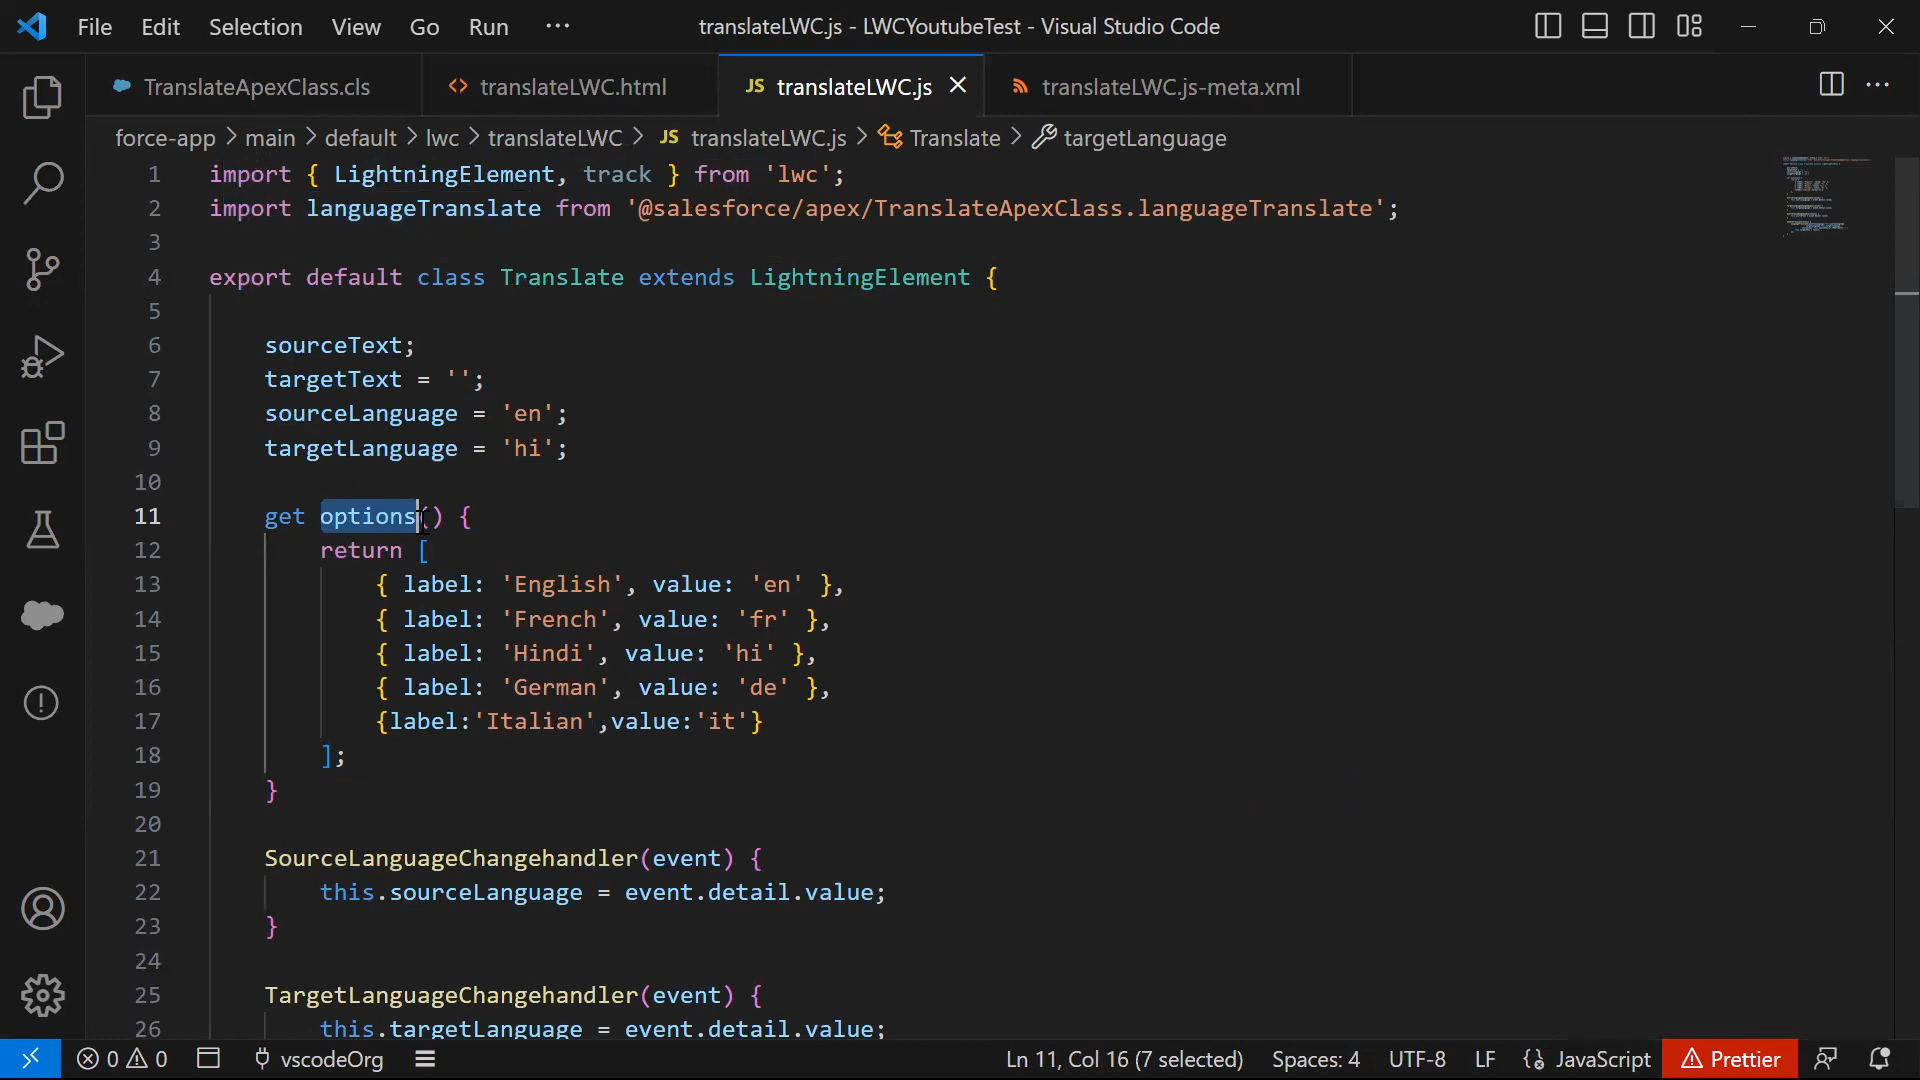 File Edit Selection View Go Run ··· translateLWC.js - LWCYoutubeTest - Visual Studio Code
TranslateApexClass.cls <> translateLWC.html JS translateLWC.js translateLWC.js-meta.xml
force-app > main > default > lwc > translateLWC > JS translateLWC.js > Translate > targetLanguage
1 import { LightningElement, track } from 'lwc';
2 import languageTranslate from '@salesforce/apex/TranslateApexClass.languageTranslate';
3
4 export default class Translate extends LightningElement {
5
6 sourceText;
7 targetText = '';
8 sourceLanguage = 'en';
9 targetLanguage = 'hi';
10
11 get options() {
12 return [
13 { label: 'English', value: 'en' },
14 { label: 'French', value: 'fr' },
15 { label: 'Hindi', value: 'hi' },
16 { label: 'German', value: 'de' },
17 {label:'Italian',value:'it'}
18 ];
19 }
20
21 SourceLanguageChangehandler(event) {
22 this.sourceLanguage = event.detail.value;
23 }
24
25 TargetLanguageChangehandler(event) {
26 this.targetLanguage = event.detail.value;
0 0 vscodeOrg Ln 11, Col 16 (7 selected) Spaces: 4 UTF-8 LF JavaScript Prettier